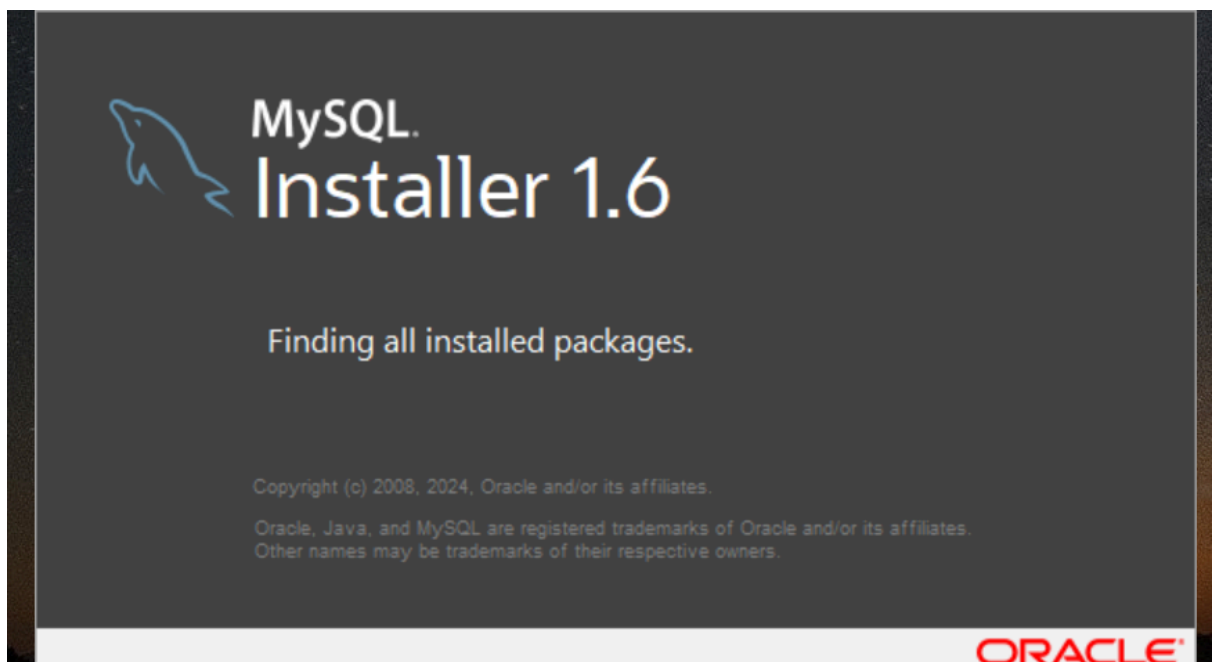 MySQL.
Installer 1.6
Finding all installed packages.
Copyright (c) 2008, 2024, Oracle and/or its affiliates.
Oracle, Java, and MySQL are registered trademarks of Oracle and/or its affiliates.
Other names may be trademarks of their respective owners.
ORACLE